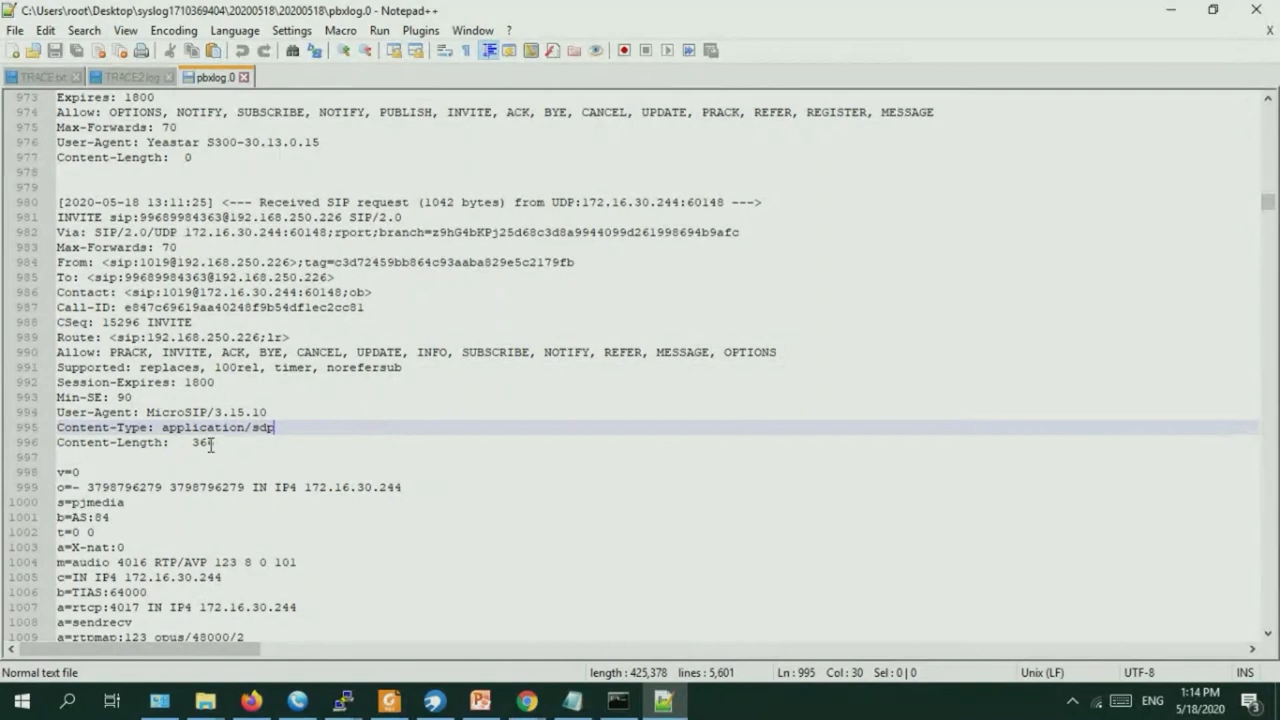 C:\Users\root\Desktop\syslog1710369404\20200518\20200518\pbxlog.0 - Notepad++
File Edit Search View Encoding Language Settings Tools Macro Run Plugins Window ? X
TRACE.txt TRACE2.log pbxlog.0
973 Expires: 1800
974 Allow: OPTIONS, NOTIFY, SUBSCRIBE, NOTIFY, PUBLISH, INVITE, ACK, BYE, CANCEL, UPDATE, PRACK, REFER, REGISTER, MESSAGE
975 Max-Forwards: 70
976 User-Agent: Yeastar S300-30.13.0.15
977 Content-Length:  0
978
979
980 [2020-05-18 13:11:25] <--- Received SIP request (1042 bytes) from UDP:172.16.30.244:60148 --->
981 INVITE sip:99689984363@192.168.250.226 SIP/2.0
982 Via: SIP/2.0/UDP 172.16.30.244:60148;rport;branch=z9hG4bKPj25d68c3d8a9944099d261998694b9afc
983 Max-Forwards: 70
984 From: <sip:1019@192.168.250.226>;tag=c3d72459bb864c93aaba829e5c2179fb
985 To: <sip:99689984363@192.168.250.226>
986 Contact: <sip:1019@172.16.30.244:60148;ob>
987 Call-ID: e847c69619aa40248f9b54df1ec2cc81
988 CSeq: 15296 INVITE
989 Route: <sip:192.168.250.226;lr>
990 Allow: PRACK, INVITE, ACK, BYE, CANCEL, UPDATE, INFO, SUBSCRIBE, NOTIFY, REFER, MESSAGE, OPTIONS
991 Supported: replaces, 100rel, timer, norefersub
992 Session-Expires: 1800
993 Min-SE: 90
994 User-Agent: MicroSIP/3.15.10
995 Content-Type: application/sdp
996 Content-Length:
997
998 v=0
999 o=- 3798796279 3798796279 IN IP4 172.16.30.244
1000 s=pjmedia
1001 b=AS:84
1002 t=0 0
1003 a=X-nat:0
1004 m=audio 4016 RTP/AVP 123 8 0 101
1005 c=IN IP4 172.16.30.244
1006 b=TIAS:64000
1007 a=rtcp:4017 IN IP4 172.16.30.244
1008 a=sendrecv
1009 a=rtpmap:123 opus/48000/2
Normal text file length : 425,378 lines : 5,601 Ln : 995 Col : 30 Sel : 0 | 0 Unix (LF) UTF-8 INS
ENG 1:14 PM
5/18/2020 3